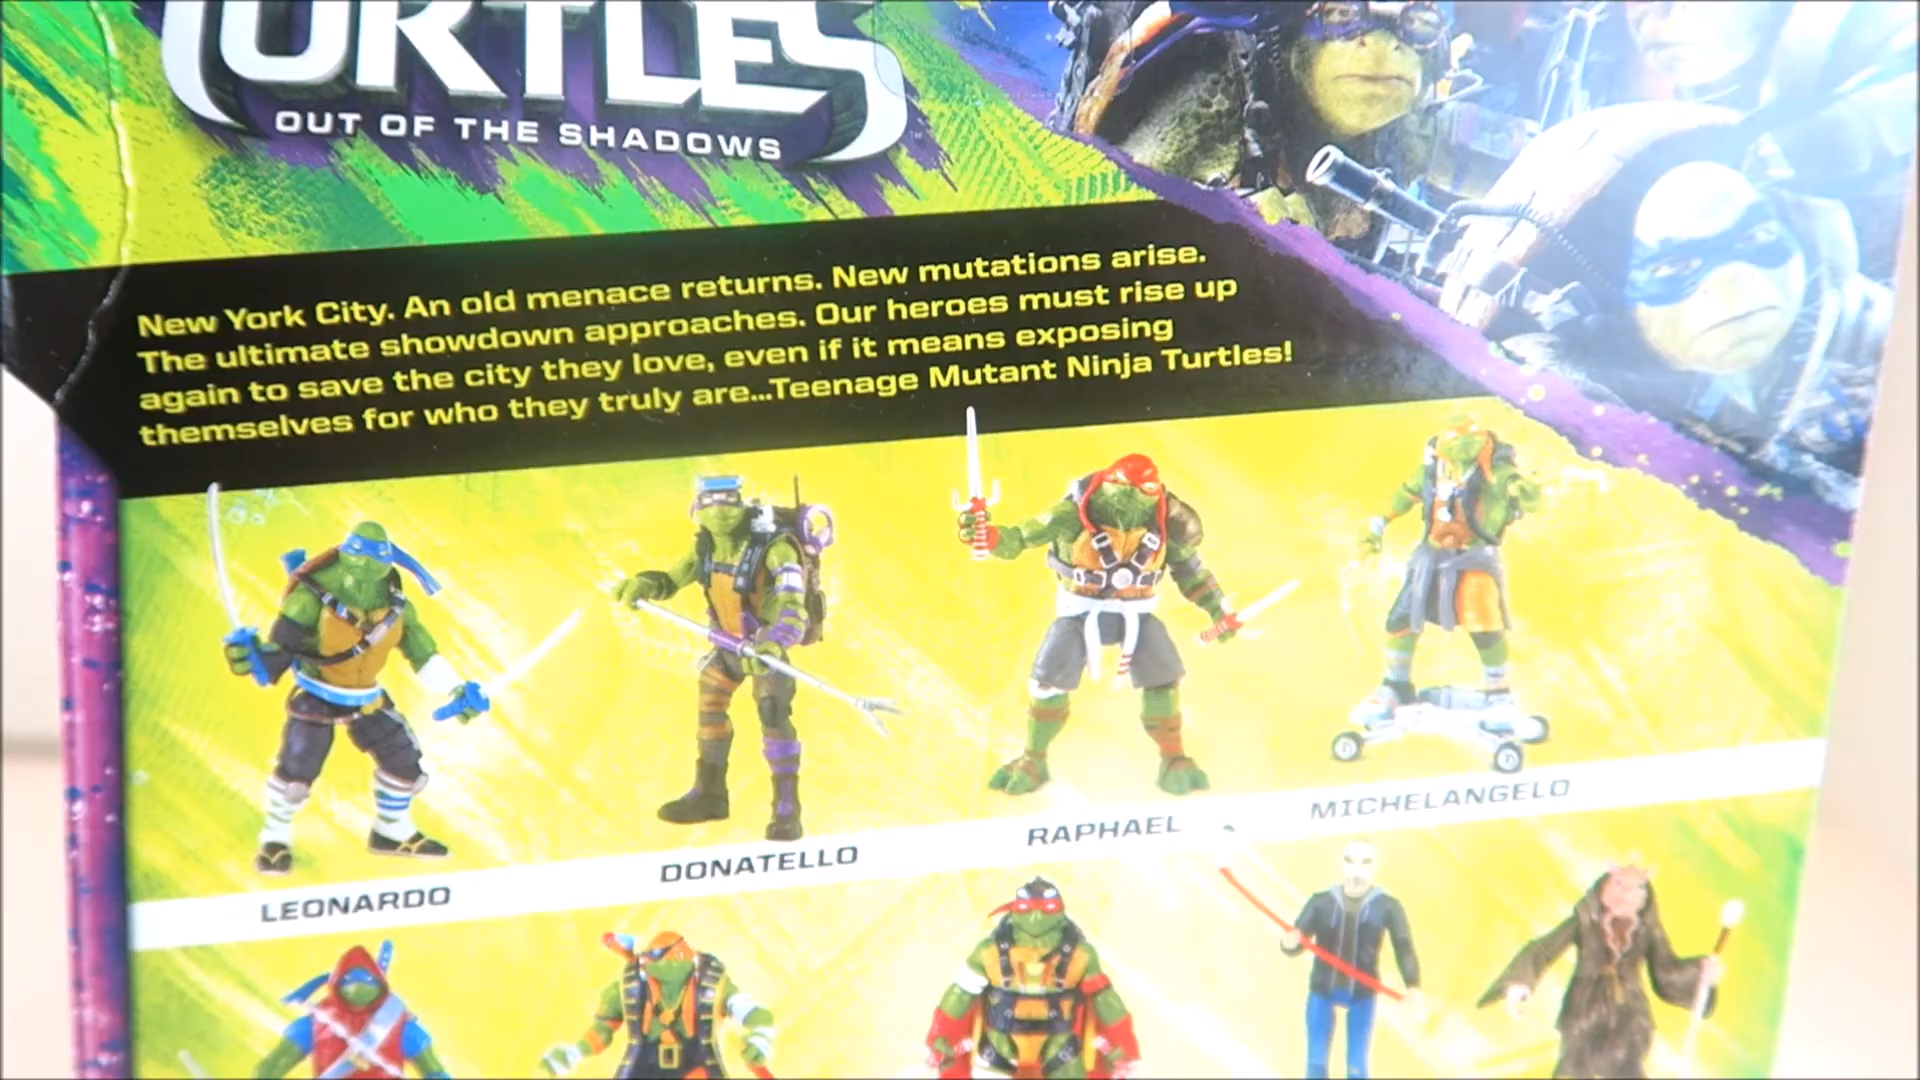 TURTLES
OUT OF THE SHADOWS
New York City. An old menace returns. New mutations arise.
The ultimate showdown approaches. Our heroes must rise up
again to save the city they love, even if it means exposing
themselves for who they truly are...Teenage Mutant Ninja Turtles!
LEONARDO
DONATELLO
RAPHAEL
MICHELANGELO